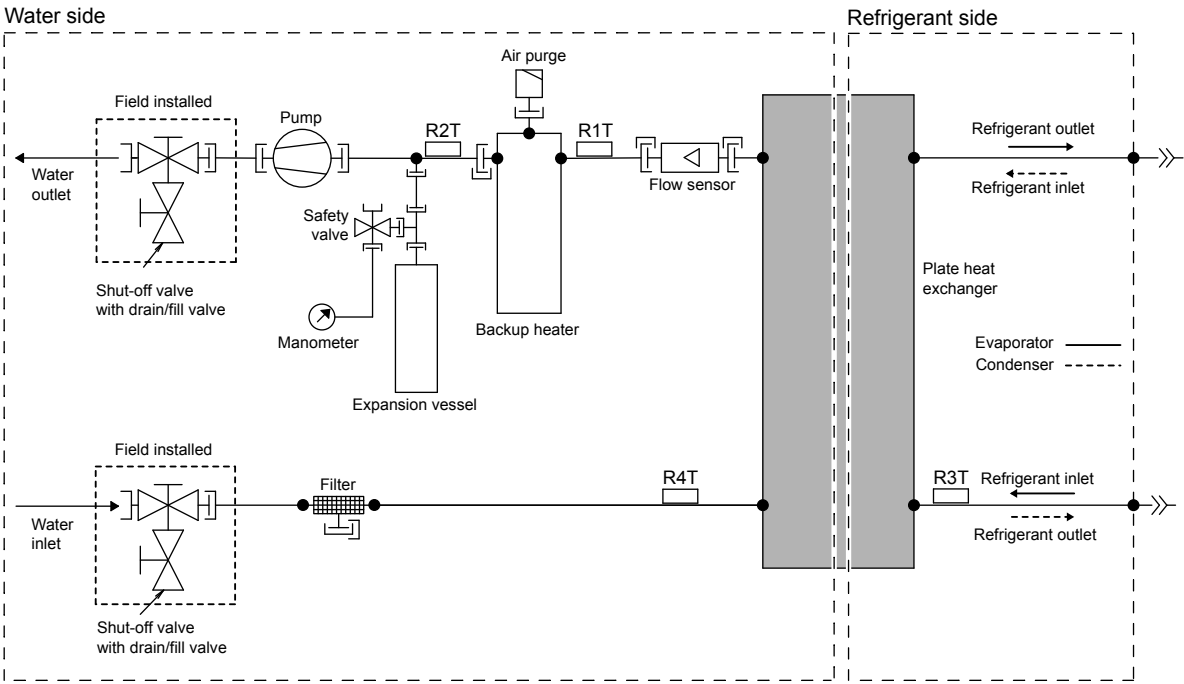 Water side
Refrigerant side
Air purge
Field installed
Pump
R2T
R1T
Refrigerant outlet
Water
outlet
Flow sensor
Refrigerant inlet
Safety
valve
Shut-off valve
with drain/fill valve
Plate heat
exchanger
Manometer
Backup heater
Evaporator
Condenser
Expansion vessel
Field installed
Filter
R4T
R3T
Refrigerant inlet
Water
inlet
Refrigerant outlet
Shut-off valve
with drain/fill valve